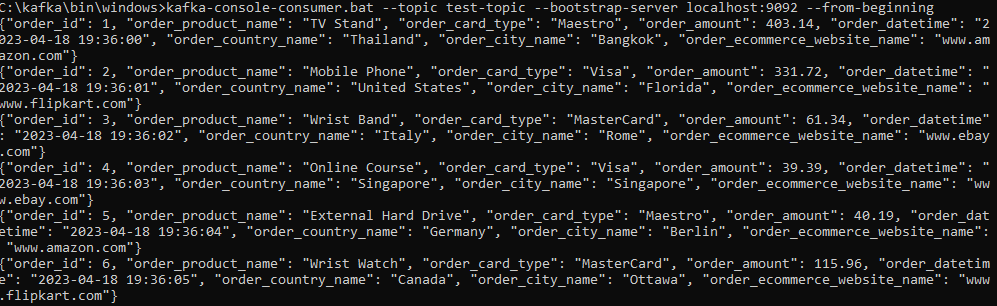 C:\kafka\bin\windows>kafka-console-consumer.bat --topic test-topic --bootstrap-server localhost:9092 --from-beginning
{"order_id": 1, "order_product_name": "TV Stand", "order_card_type": "Maestro", "order_amount": 403.14, "order_datetime": "2
023-04-18 19:36:00", "order_country_name": "Thailand", "order_city_name": "Bangkok", "order_ecommerce_website_name": "www.am
azon.com"}
{"order_id": 2, "order_product_name": "Mobile Phone", "order_card_type": "Visa", "order_amount": 331.72, "order_datetime": "
2023-04-18 19:36:01", "order_country_name": "United States", "order_city_name": "Florida", "order_ecommerce_website_name": "
www.flipkart.com"}
{"order_id": 3, "order_product_name": "Wrist Band", "order_card_type": "MasterCard", "order_amount": 61.34, "order_datetime"
: "2023-04-18 19:36:02", "order_country_name": "Italy", "order_city_name": "Rome", "order_ecommerce_website_name": "www.ebay
.com"}
{"order_id": 4, "order_product_name": "Online Course", "order_card_type": "Visa", "order_amount": 39.39, "order_datetime": "
2023-04-18 19:36:03", "order_country_name": "Singapore", "order_city_name": "Singapore", "order_ecommerce_website_name": "ww
w.ebay.com"}
{"order_id": 5, "order_product_name": "External Hard Drive", "order_card_type": "Maestro", "order_amount": 40.19, "order_dat
etime": "2023-04-18 19:36:04", "order_country_name": "Germany", "order_city_name": "Berlin", "order_ecommerce_website_name":
 "www.amazon.com"}
{"order_id": 6, "order_product_name": "Wrist Watch", "order_card_type": "MasterCard", "order_amount": 115.96, "order_datetim
e": "2023-04-18 19:36:05", "order_country_name": "Canada", "order_city_name": "Ottawa", "order_ecommerce_website_name": "www
.flipkart.com"}